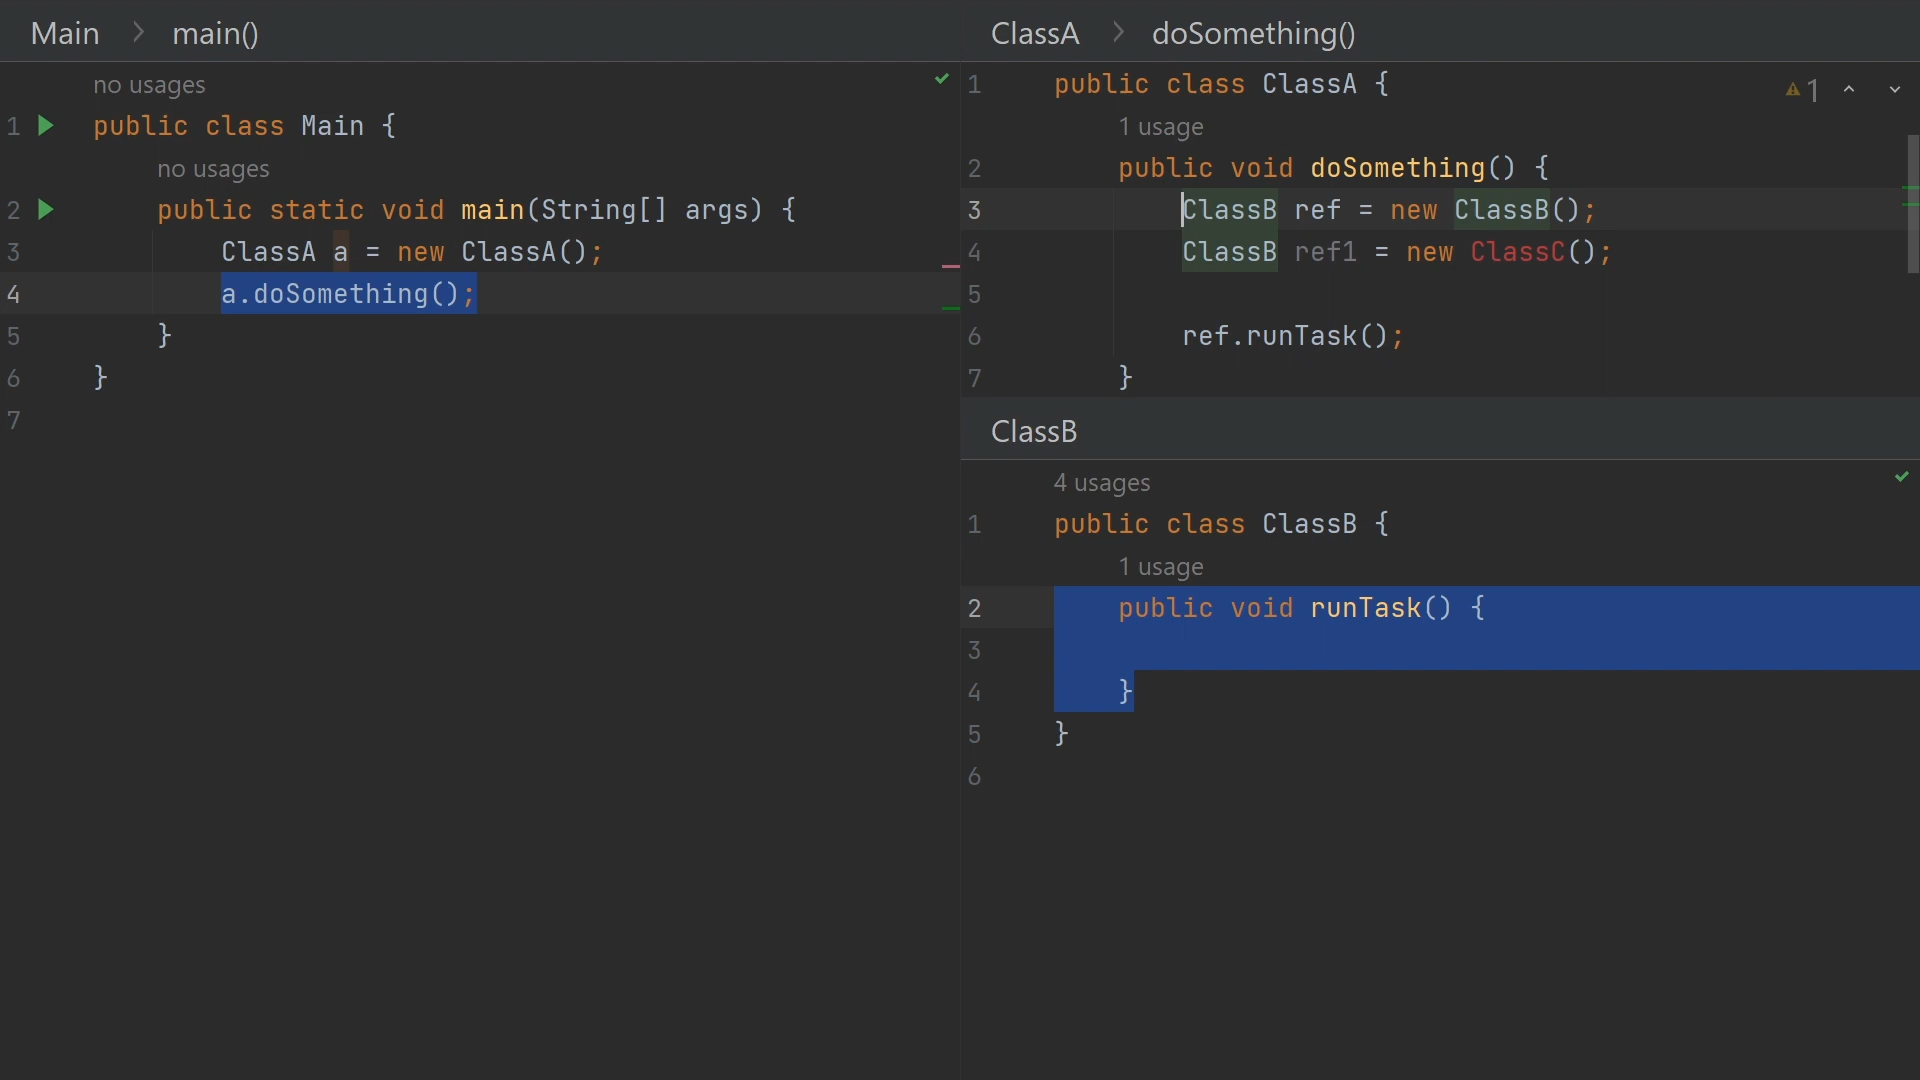 Main > main()
no usages
1 public class Main {
no usages
2 public static void main(String[] args) {
3 ClassA a = new ClassA();
4 a.doSomething();
5 }
6 }
7
ClassA > doSomething()
1 public class ClassA {
1
1 usage
2 public void doSomething() {
3 ClassB ref = new ClassB();
4 ClassB ref1 = new ClassC();
5
6 ref.runTask();
7 }
ClassB
4 usages
1 public class ClassB {
1 usage
2 public void runTask() {
3
4 }
5 }
6